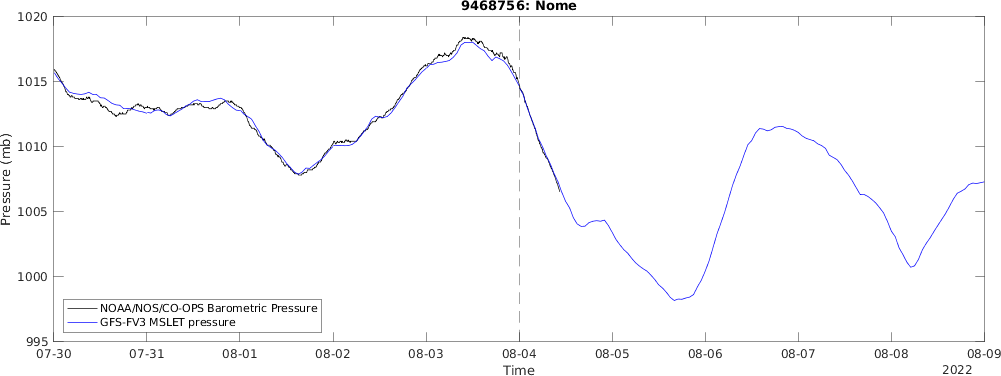 9468756: Nome
1020
1015
1010
1005
1000
995
Pressure (mb)
NOAA/NOS/CO-OPS Barometric Pressure
GFS-FV3 MSLET pressure
07-30 07-31 08-01 08-02 08-03 08-04 08-05 08-06 08-07 08-08 08-09
Time
2022